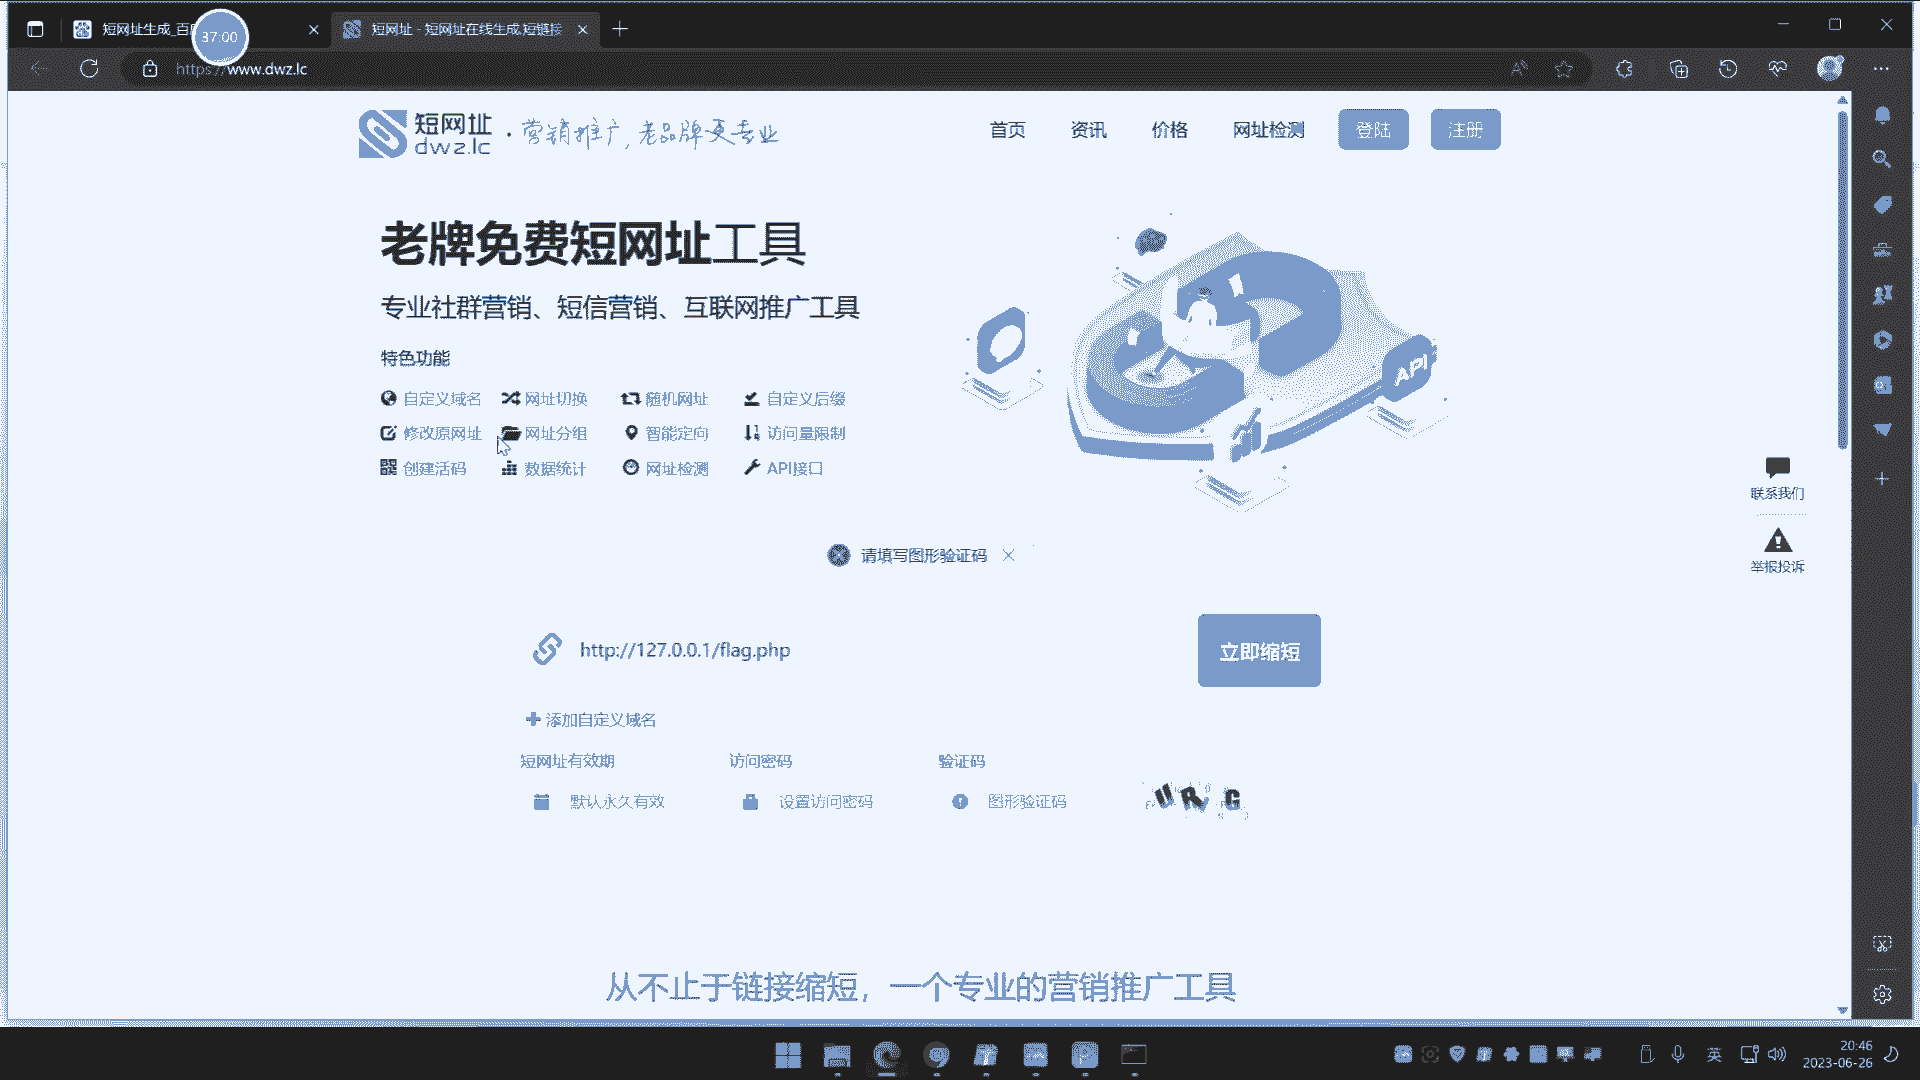 短网址生成_百
37:00
短网址 - 短网址在线生成,短链接
https://www.dwz.lc
短网址
dwz.lc
· 营销推广,老品牌更专业
首页 资讯 价格 网址检测 登陆 注册
老牌免费短网址工具
专业社群营销、短信营销、互联网推广工具
特色功能
自定义域名 网址切换 随机网址 自定义后缀
修改原网址 网址分组 智能定向 访问量限制
创建活码 数据统计 网址检测 API接口
API
联系我们
举报投诉
请填写图形验证码
http://127.0.0.1/flag.php
立即缩短
添加自定义域名
短网址有效期 访问密码 验证码
默认永久有效 设置访问密码 图形验证码
从不止于链接缩短，一个专业的营销推广工具
英
20:46
2023-06-26